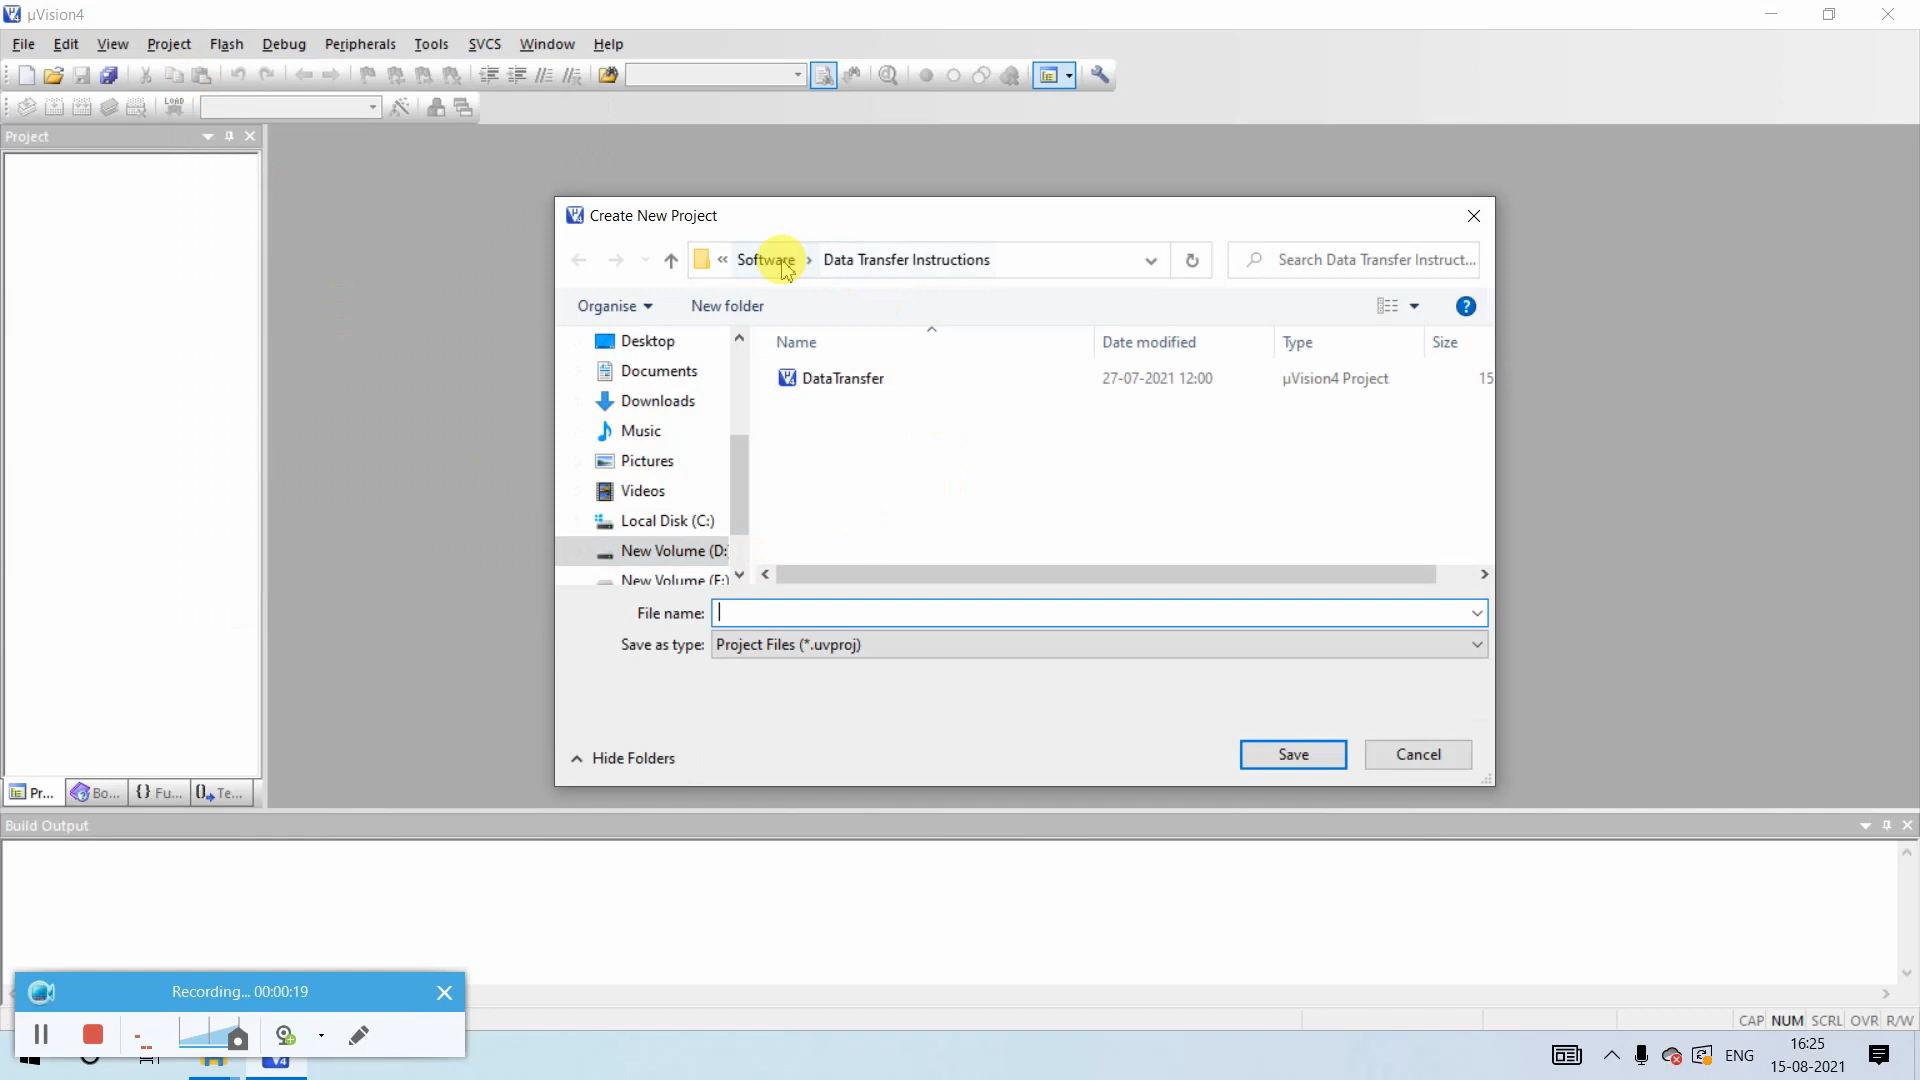 µVision4
File Edit View Project Flash Debug Peripherals Tools SVCS Window Help
LOAD
Project
Create New Project
« Software › Data Transfer Instructions
Search Data Transfer Instruct...
Organise New folder
Desktop
Documents
Downloads
Music
Pictures
Videos
Local Disk (C:)
New Volume (D:
New Volume (E:)
Name Date modified Type Size
DataTransfer 27-07-2021 12:00 µVision4 Project 15
File name:
Save as type: Project Files (*.uvproj)
Hide Folders
Save Cancel
Pr... Bo... {} Fu... Te...
Build Output
Recording... 00:00:19
CAP NUM SCRL OVR R/W
ENG
16:25
15-08-2021